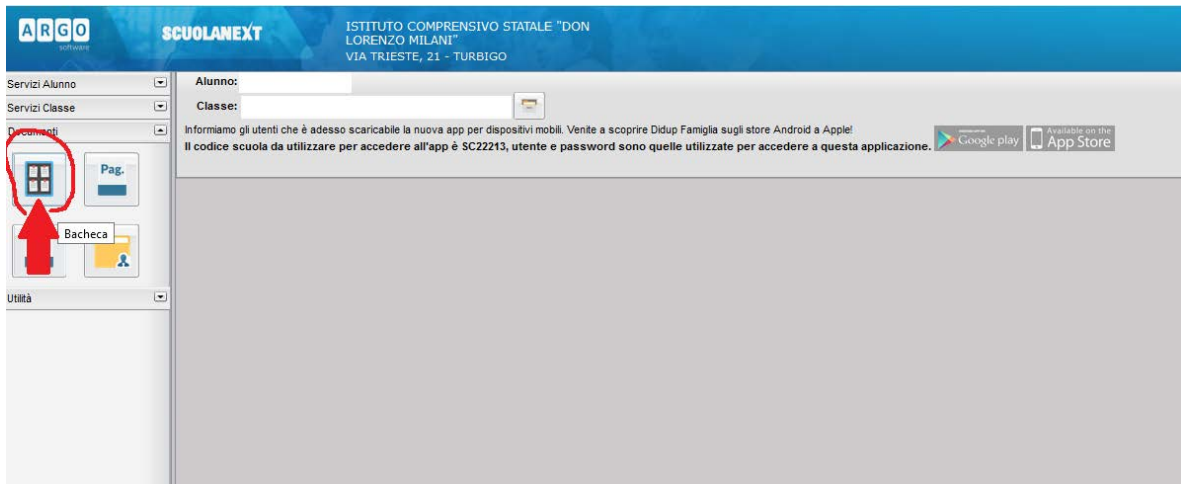 ARGO
software
SCUOLANEXT
ISTITUTO COMPRENSIVO STATALE "DON
LORENZO MILANI"
VIA TRIESTE, 21 - TURBIGO
Servizi Alunno
Servizi Classe
Documenti
Pag.
Bacheca
Utilità
Alunno:
Classe:
Informiamo gli utenti che è adesso scaricabile la nuova app per dispositivi mobili. Venite a scoprire Didup Famiglia sugli store Android a Apple!
Il codice scuola da utilizzare per accedere all'app è SC22213, utente e password sono quelle utilizzate per accedere a questa applicazione.
Google play
Available on the
App Store